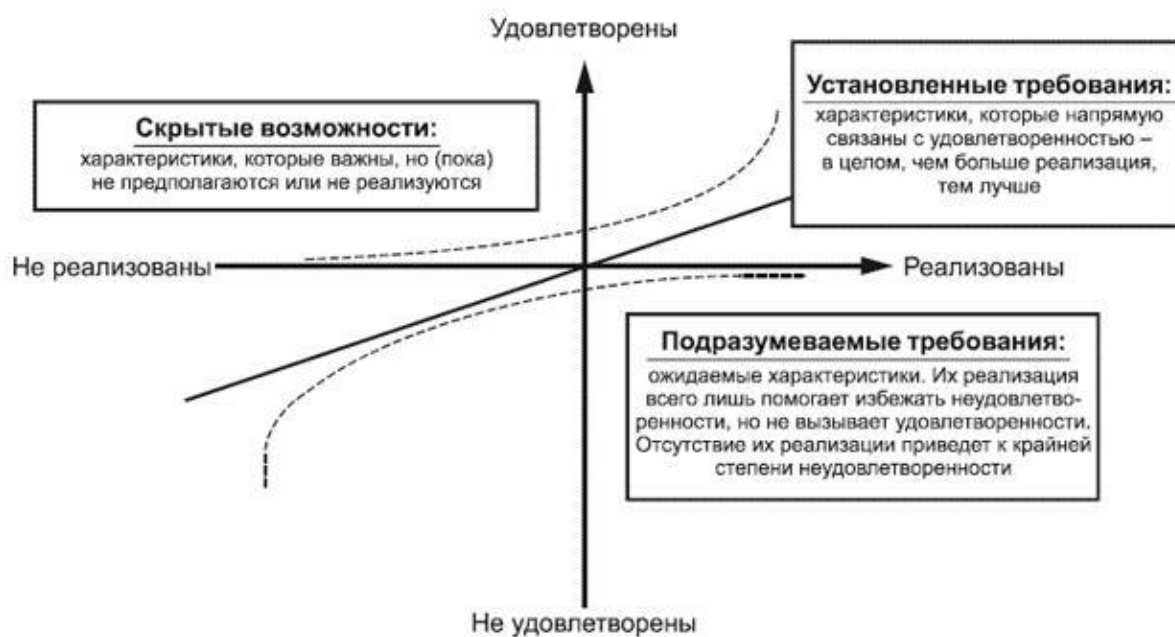 Удовлетворены
Скрытые возможности:
характеристики, которые важны, но (пока)
не предполагаются или не реализуются
Установленные требования:
характеристики, которые напрямую
связаны с удовлетворенностью –
в целом, чем больше реализация,
тем лучше
Не реализованы
Реализованы
Подразумеваемые требования:
ожидаемые характеристики. Их реализация
всего лишь помогает избежать неудовлетво-
ренности, но не вызывает удовлетворенности.
Отсутствие их реализации приведет к крайней
степени неудовлетворенности
Не удовлетворены